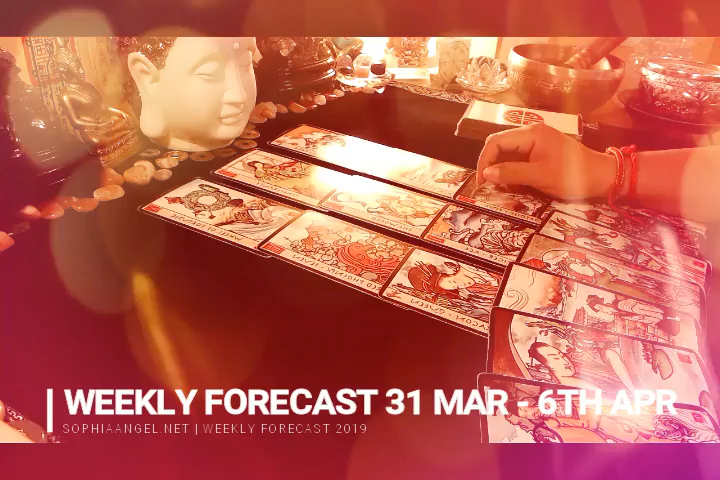 WEEKLY FORECAST 31 MAR - 6TH APR
SOPHIAANGEL.NET | WEEKLY FORECAST 2019